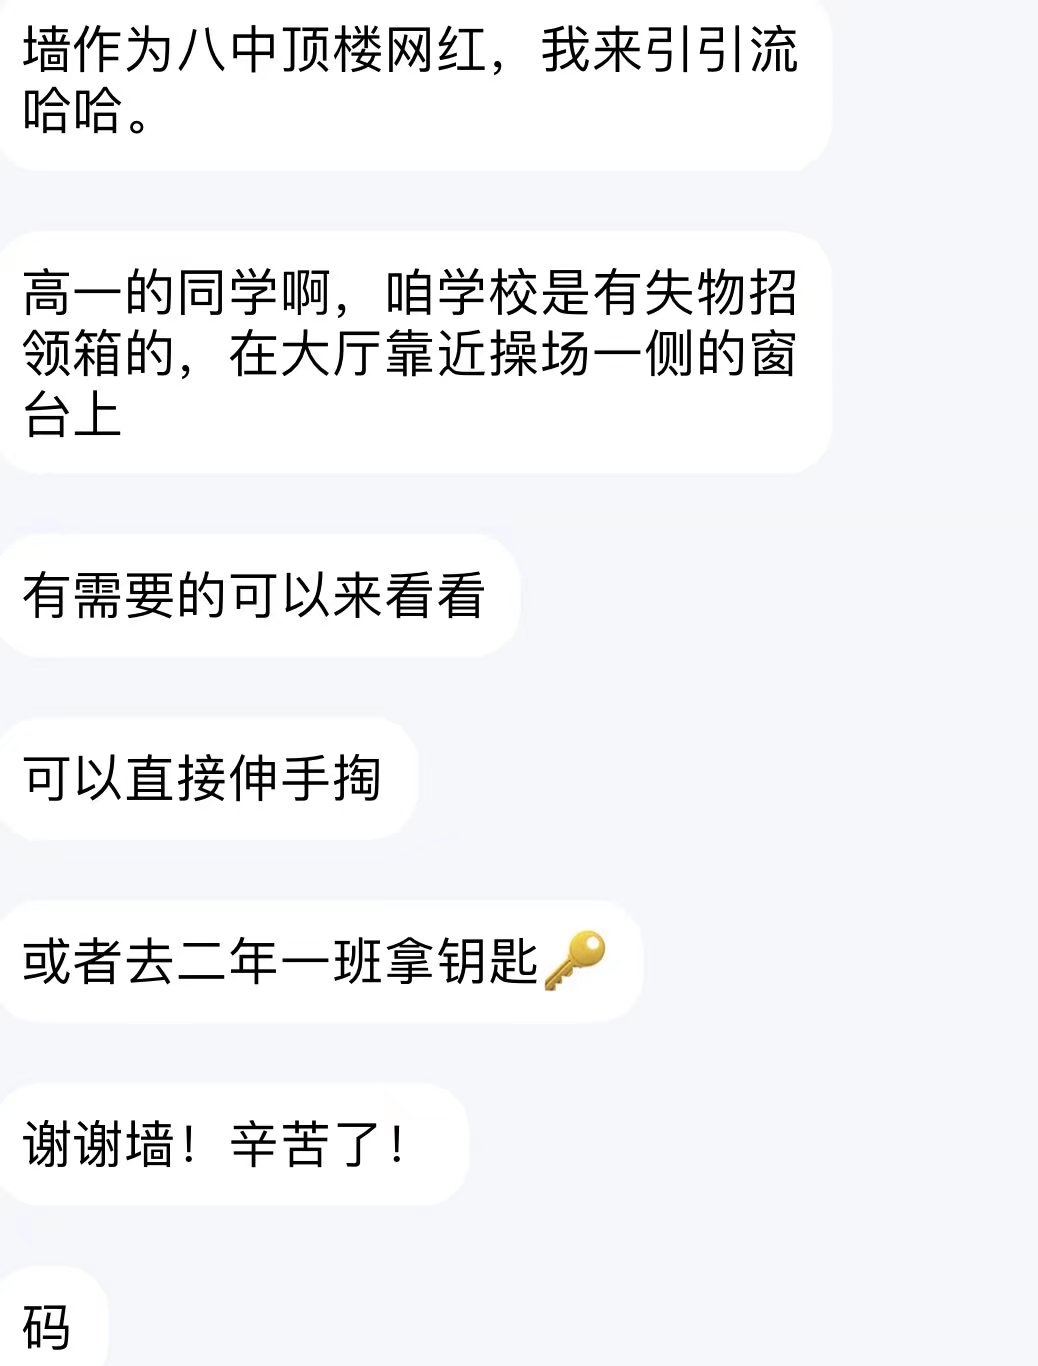 墙作为八中顶楼网红，我来引引流
哈哈。
高一的同学啊，咱学校是有失物招
领箱的，在大厅靠近操场一侧的窗
台上
有需要的可以来看看
可以直接伸手掏
或者去二年一班拿钥匙🔑
谢谢墙！辛苦了！
码